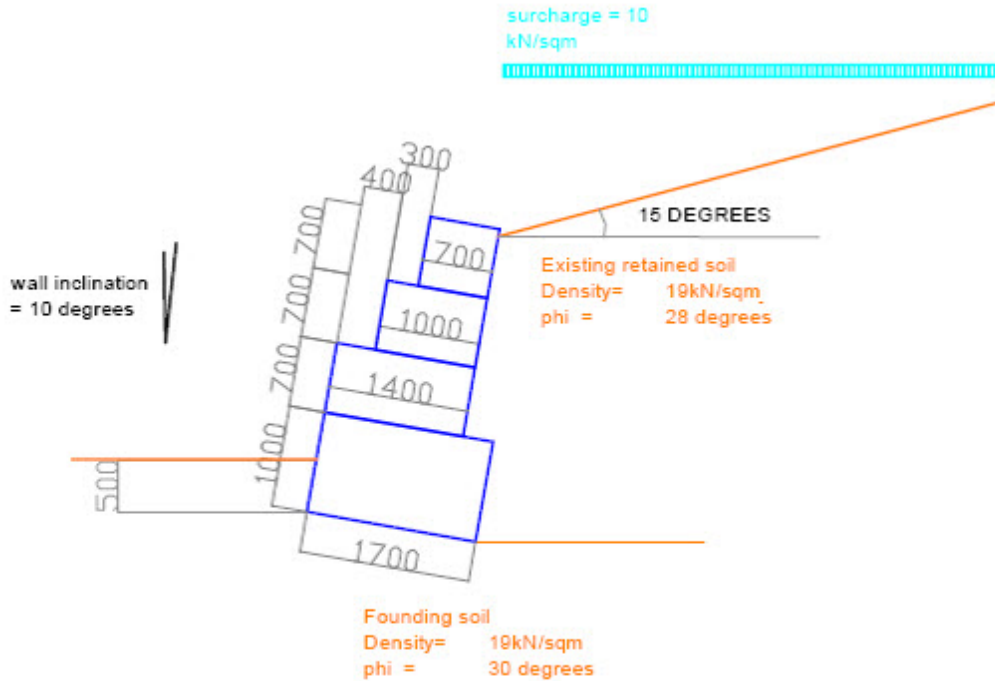 surcharge = 10
kN/sqm
300
400
700
15 DEGREES
700
wall inclination
= 10 degrees
Existing retained soil
Density= 19kN/sqm
phi = 28 degrees
700
1000
700
1400
1000
500
1700
Founding soil
Density= 19kN/sqm
phi = 30 degrees